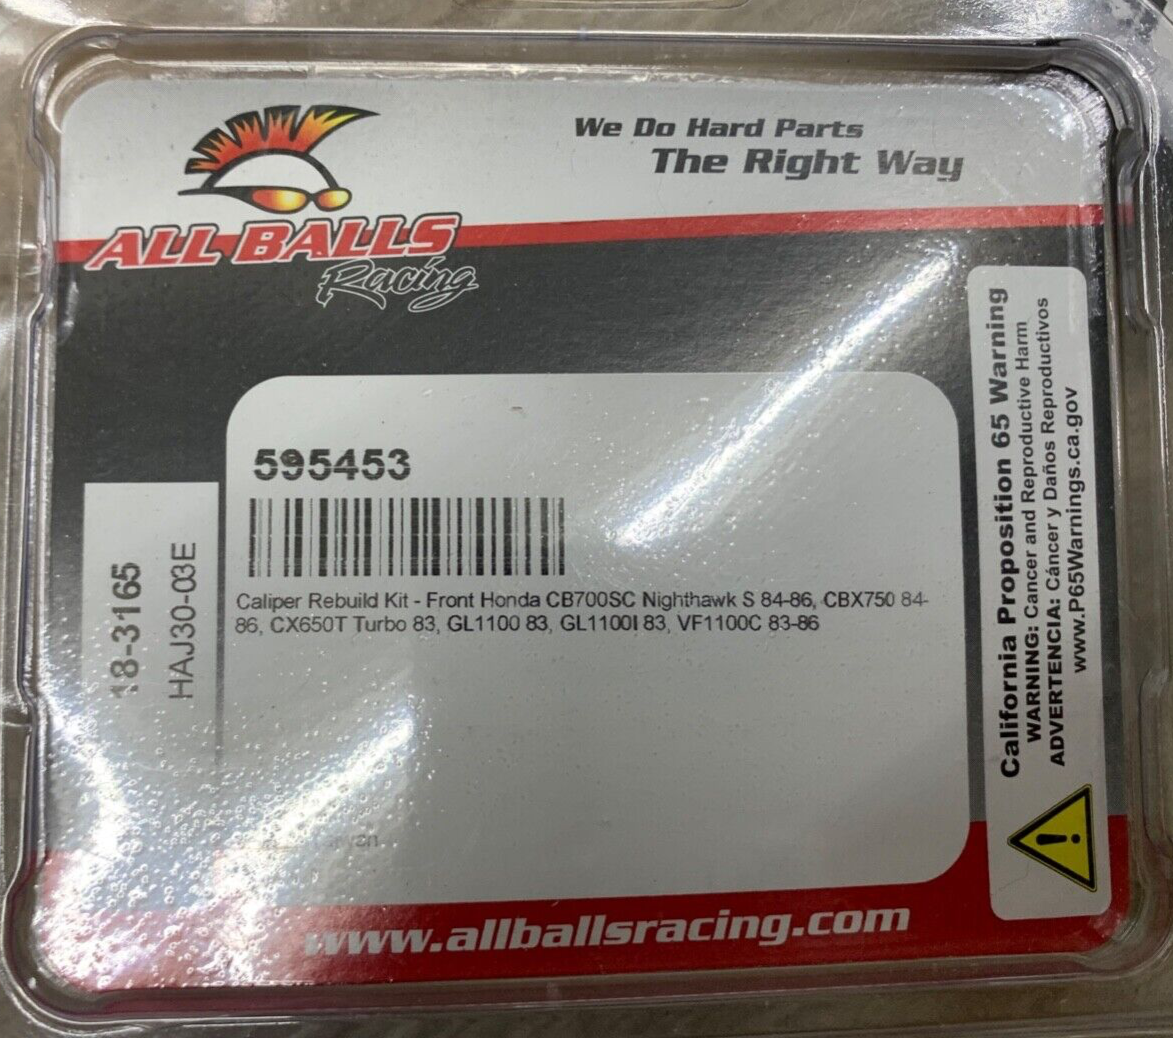 We Do Hard Parts
The Right Way
ALL BALLS
Racing
595453
Caliper Rebuild Kit - Front Honda CB700SC Nighthawk S 84-86, CBX750 84-
86, CX650T Turbo 83, GL1100 83, GL1100I 83, VF1100C 83-86
18-3165
HAJ30-03E
California Proposition 65 Warning
WARNING: Cancer and Reproductive Harm
ADVERTENCIA: Cáncer y Daños Reproductivos
www.P65Warnings.ca.gov
www.allballsracing.com